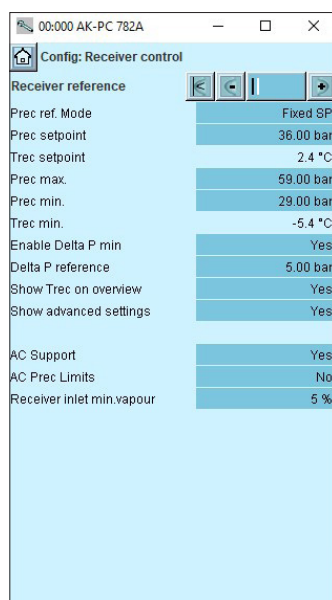 00:000 AK-PC 782A
Config: Receiver control
Receiver reference
Prec ref. Mode Fixed SP
Prec setpoint 36.00 bar
Trec setpoint 2.4 °C
Prec max. 59.00 bar
Prec min. 29.00 bar
Trec min. -5.4 °C
Enable Delta P min Yes
Delta P reference 5.00 bar
Show Trec on overview Yes
Show advanced settings Yes
AC Support Yes
AC Prec Limits No
Receiver inlet min.vapour 5 %